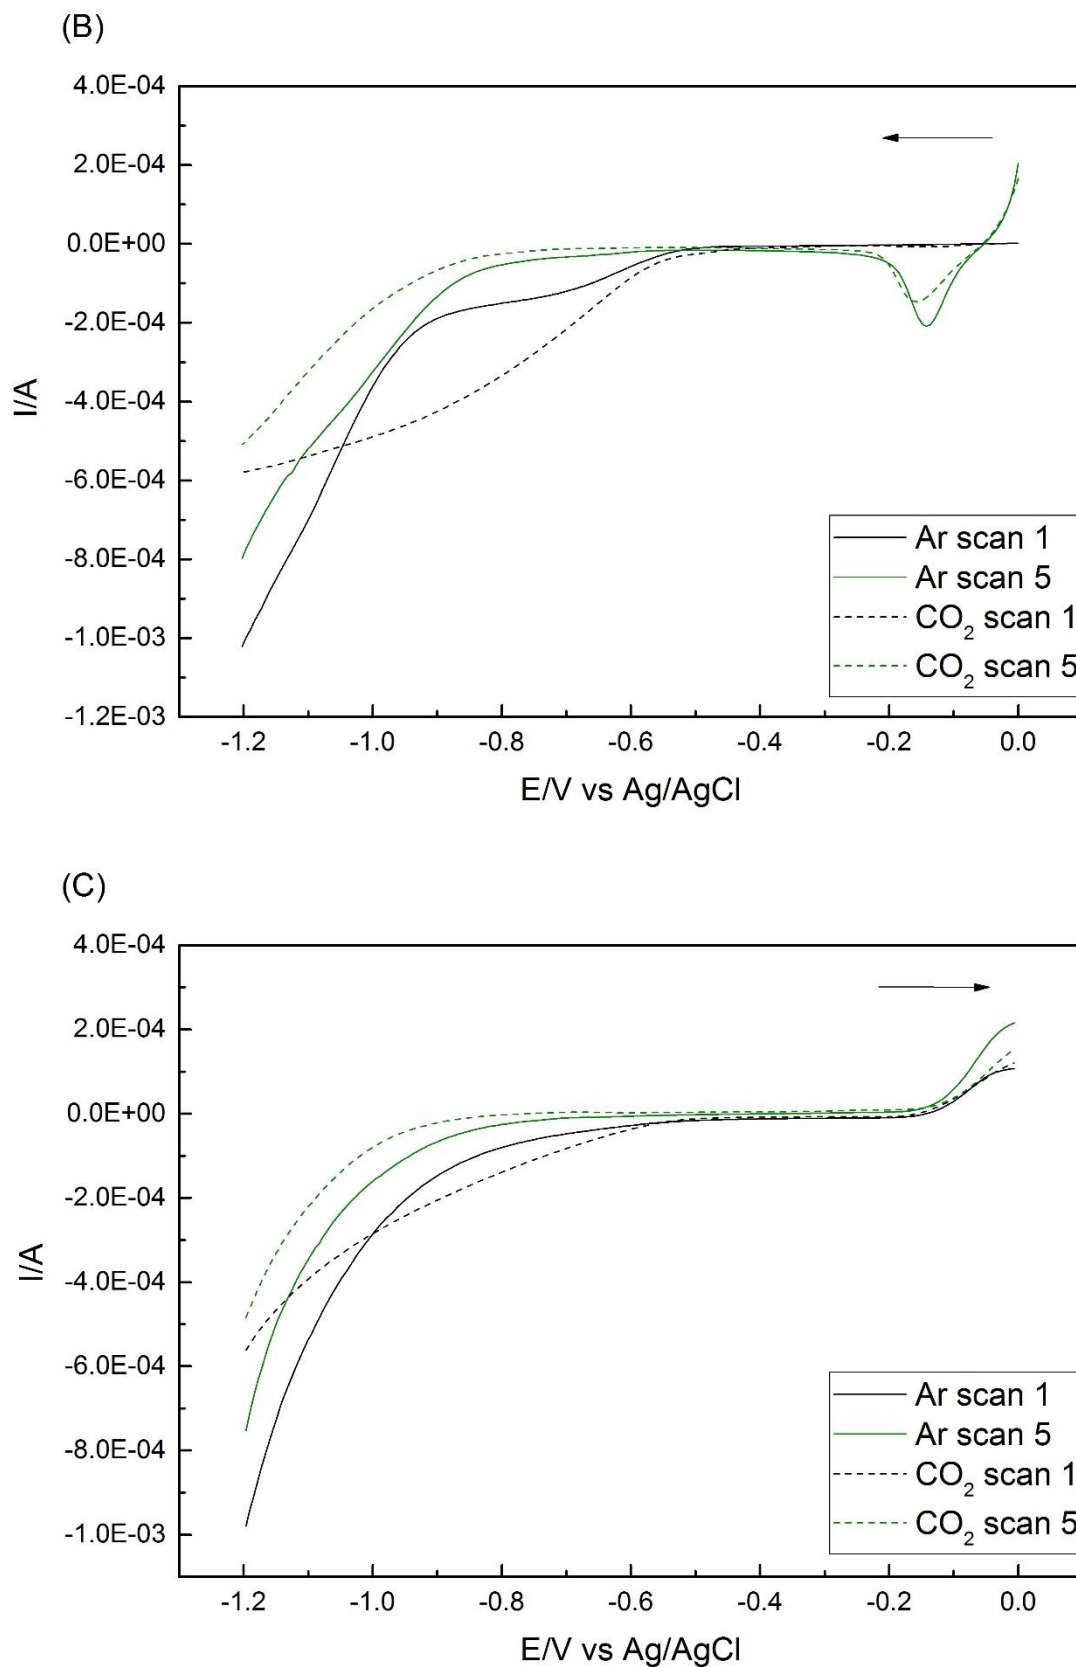 (B)
4.0E-04
2.0E-04
0.0E+00
-2.0E-04
-4.0E-04
-6.0E-04
-8.0E-04
-1.0E-03
-1.2E-03
I/A
Ar scan 1
Ar scan 5
CO₂ scan 1
CO₂ scan 5
-1.2 -1.0 -0.8 -0.6 -0.4 -0.2 0.0
E/V vs Ag/AgCl
(C)
4.0E-04
2.0E-04
0.0E+00
-2.0E-04
-4.0E-04
-6.0E-04
-8.0E-04
-1.0E-03
I/A
Ar scan 1
Ar scan 5
CO₂ scan 1
CO₂ scan 5
-1.2 -1.0 -0.8 -0.6 -0.4 -0.2 0.0
E/V vs Ag/AgCl